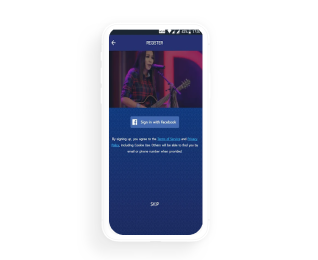 REGISTER
Sign in with Facebook
By signing up, you agree to the Terms of Service and Privacy
Policy, including Cookie Use. Others will be able to find you by
email or phone number when provided
SKIP